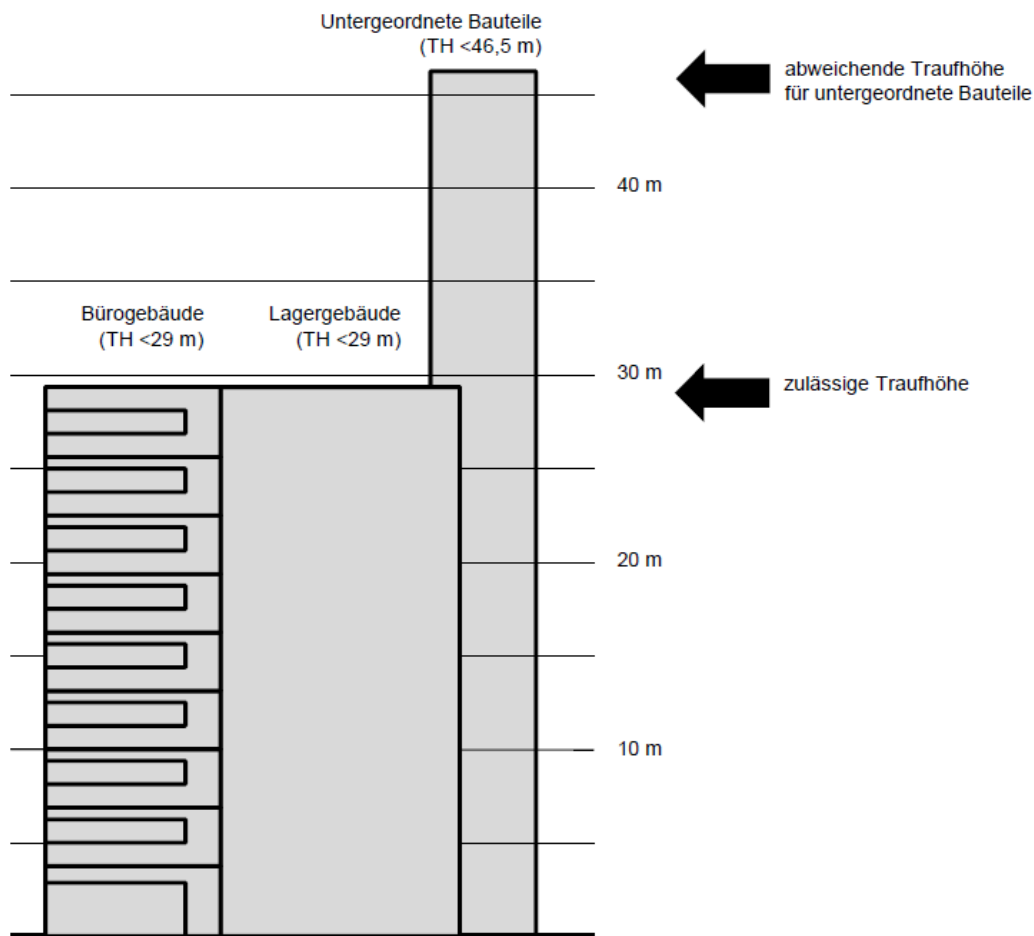 Untergeordnete Bauteile
(TH <46,5 m)
abweichende Traufhöhe
für untergeordnete Bauteile
40 m
Bürogebäude
(TH <29 m)
Lagergebäude
(TH <29 m)
30 m
zulässige Traufhöhe
20 m
10 m